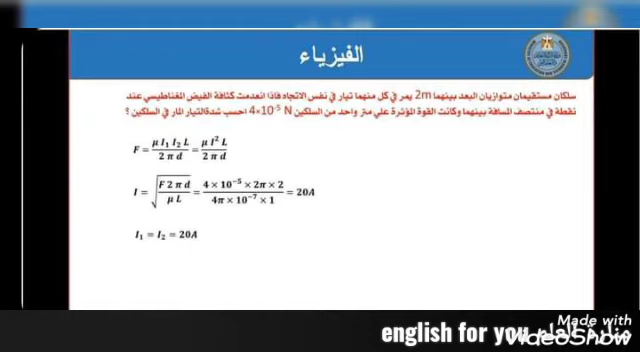 الفيزياء
سلكان مستقيمان متوازيان البعد بينهما 2m يمر في كل منهما تيار في نفس الاتجاه فاذا انعدمت كثافة الفيض المغناطيسي عند
نقطة في منتصف المسافة بينهما وكانت القوة المؤثرة علي متر واحد من السلكين 4×10⁻⁵ N احسب شدةالتيار المار في السلكين ؟
F = μ I₁ I₂ L / 2 π d = μ I² L / 2 π d
I = √(F 2 π d / μ L) = 4 × 10⁻⁵ × 2π × 2 / 4π × 10⁻⁷ × 1 = 20A
I₁ = I₂ = 20A
Made with
english for you منارة العلم
VideoShow